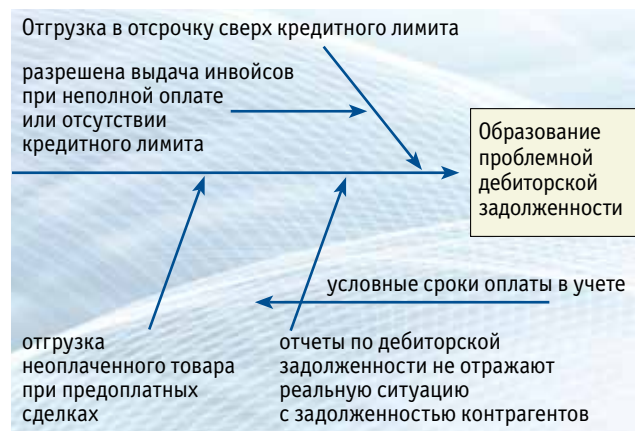 Отгрузка в отсрочку сверх кредитного лимита
разрешена выдача инвойсов
при неполной оплате
или отсутствии
кредитного лимита
Образование
проблемной
дебиторской
задолженности
условные сроки оплаты в учете
отгрузка
неоплаченного товара
при предоплатных
сделках
отчеты по дебиторской
задолженности не отражают
реальную ситуацию
с задолженностью контрагентов